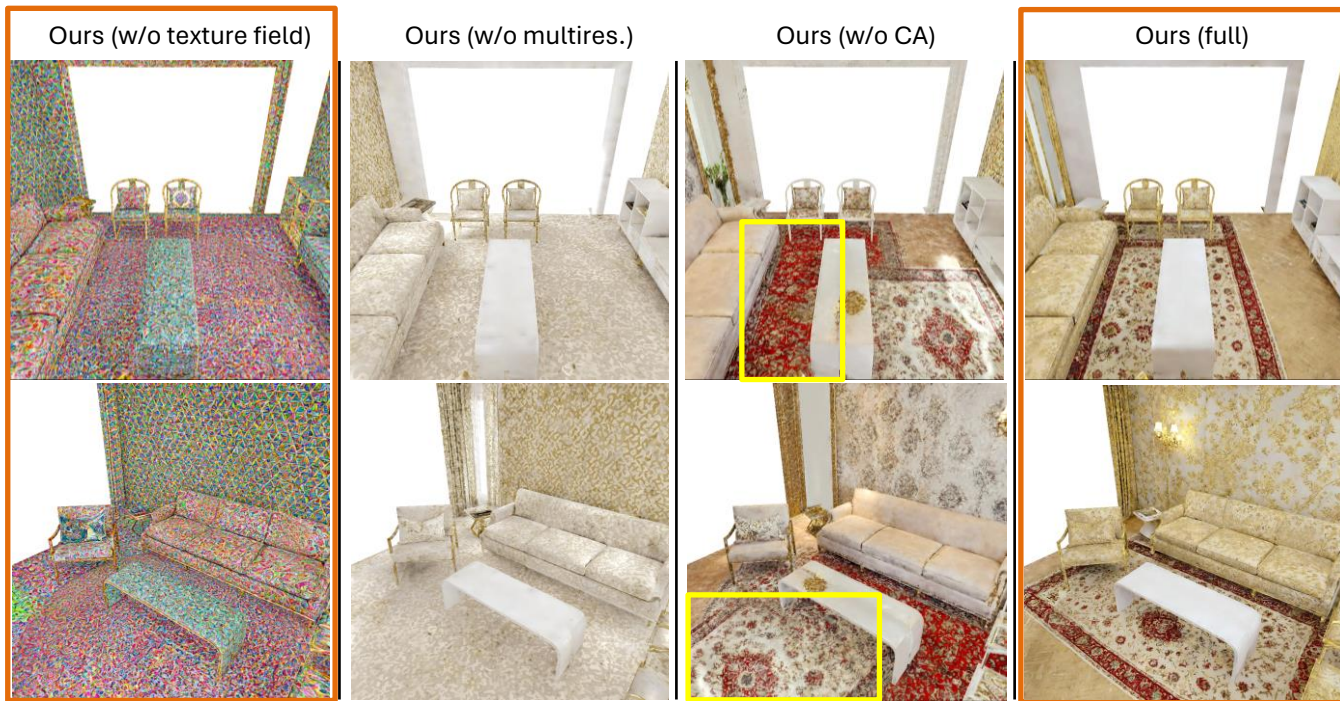 Ours (w/o texture field)
Ours (w/o multires.)
Ours (w/o CA)
Ours (full)